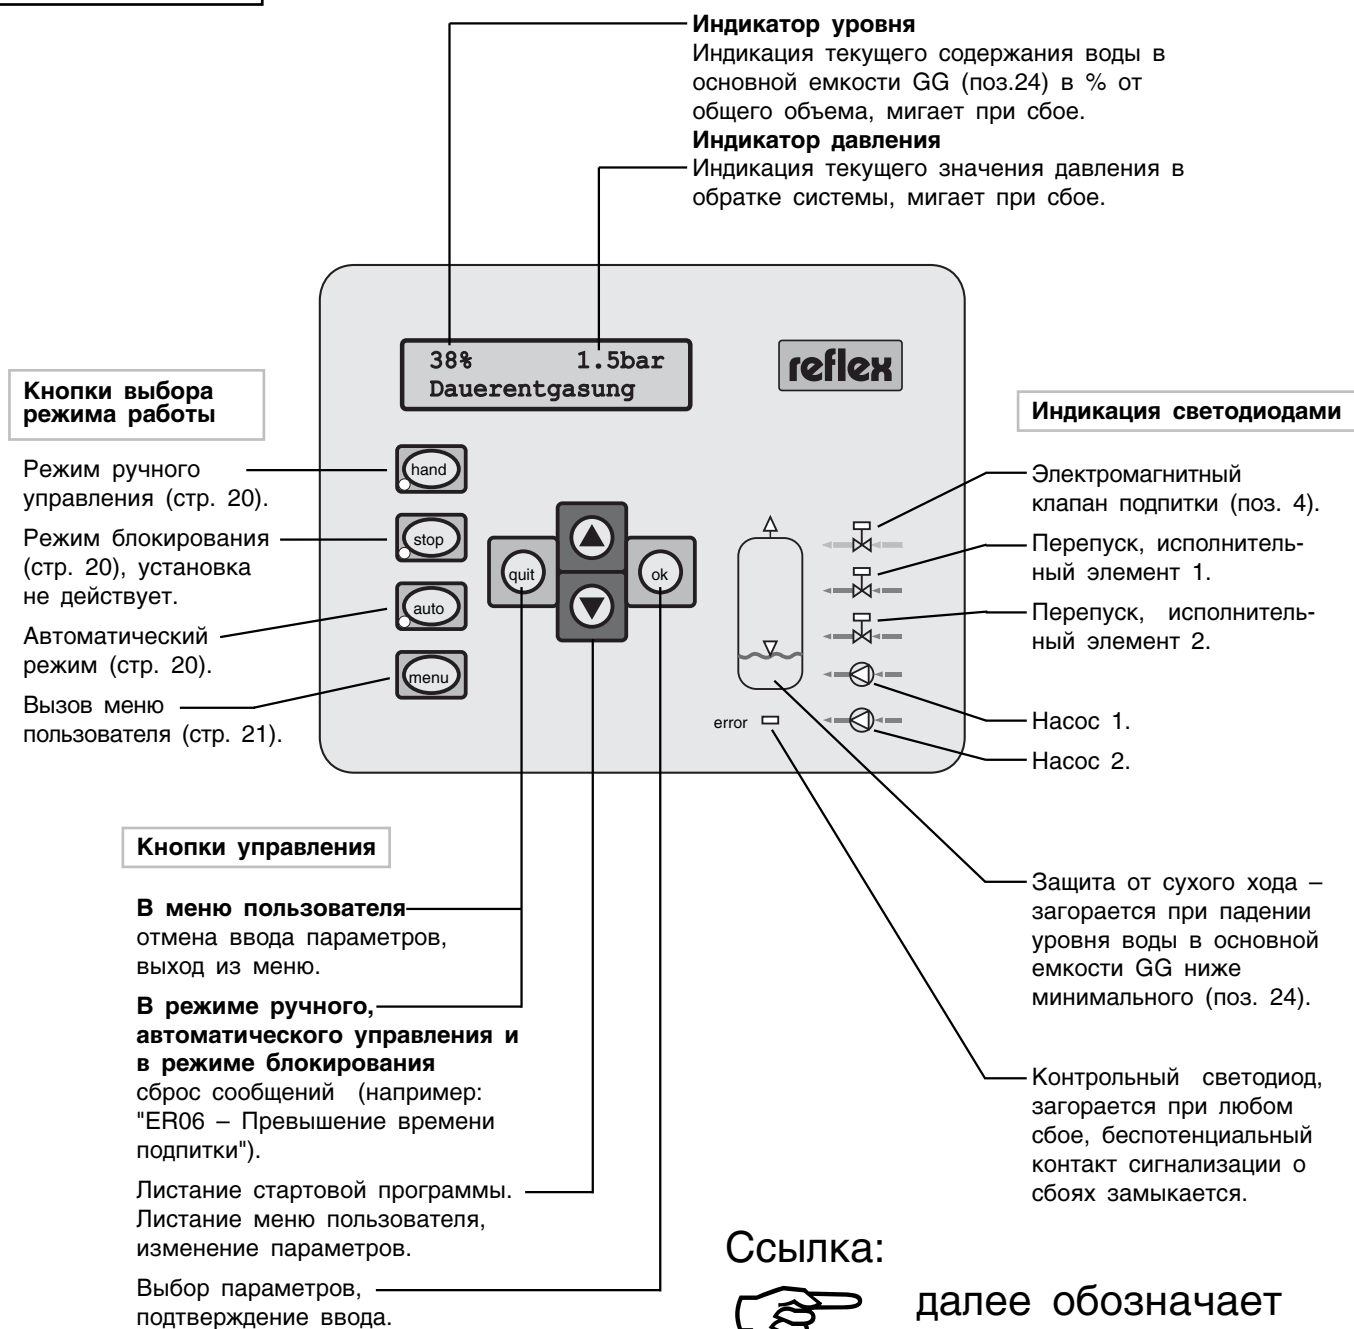 Индикатор уровня
Индикация текущего содержания воды в
основной емкости GG (поз.24) в % от
общего объема, мигает при сбое.
Индикатор давления
Индикация текущего значения давления в
обратке системы, мигает при сбое.
38% 1.5bar
Dauerentgasung
reflex
Кнопки выбора
режима работы
Режим ручного
управления (стр. 20).
Режим блокирования
(стр. 20), установка
не действует.
Автоматический
режим (стр. 20).
Вызов меню
пользователя (стр. 21).
hand
stop
auto
menu
quit
ok
error
Индикация светодиодами
Электромагнитный
клапан подпитки (поз. 4).
Перепуск, исполнитель-
ный элемент 1.
Перепуск, исполнитель-
ный элемент 2.
Насос 1.
Насос 2.
Защита от сухого хода –
загорается при падении
уровня воды в основной
емкости GG ниже
минимального (поз. 24).
Контрольный светодиод,
загорается при любом
сбое, беспотенциальный
контакт сигнализации о
сбоях замыкается.
Кнопки управления
В меню пользователя
отмена ввода параметров,
выход из меню.
В режиме ручного,
автоматического управления и
в режиме блокирования
сброс сообщений (например:
"ER06 – Превышение времени
подпитки").
Листание стартовой программы.
Листание меню пользователя,
изменение параметров.
Выбор параметров,
подтверждение ввода.
Ссылка:
далее обозначает